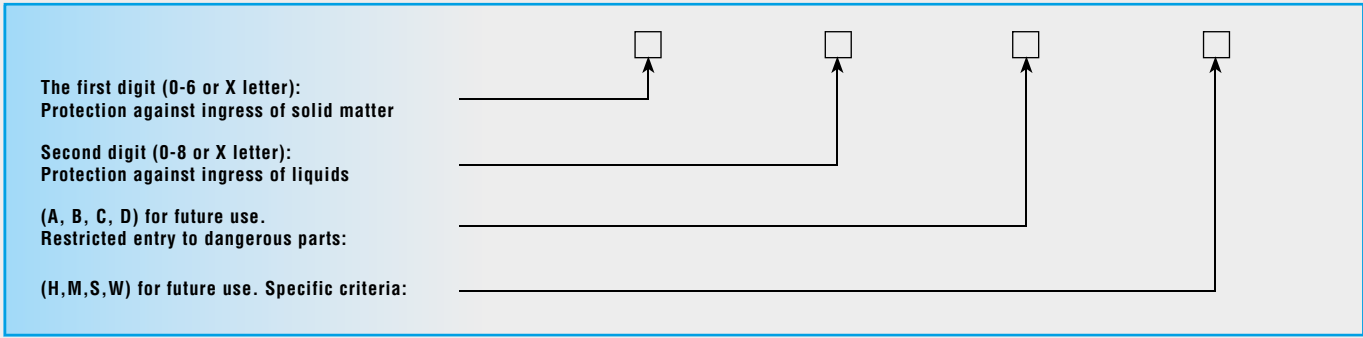 The first digit (0-6 or X letter):
Protection against ingress of solid matter
Second digit (0-8 or X letter):
Protection against ingress of liquids
(A, B, C, D) for future use.
Restricted entry to dangerous parts:
(H,M,S,W) for future use. Specific criteria: